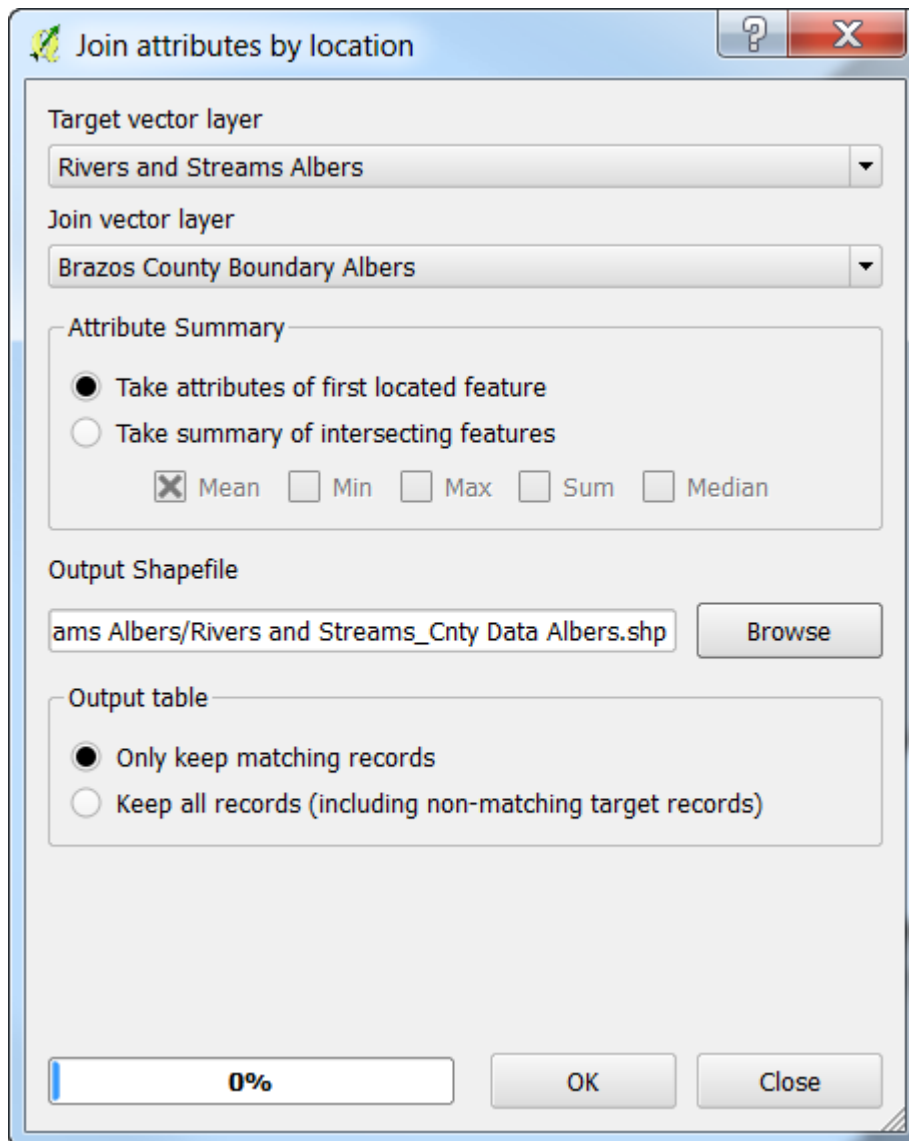 Join attributes by location
Target vector layer
Rivers and Streams Albers
Join vector layer
Brazos County Boundary Albers
Attribute Summary
Take attributes of first located feature
Take summary of intersecting features
Mean Min Max Sum Median
Output Shapefile
ams Albers/Rivers and Streams_Cnty Data Albers.shp Browse
Output table
Only keep matching records
Keep all records (including non-matching target records)
0% OK Close